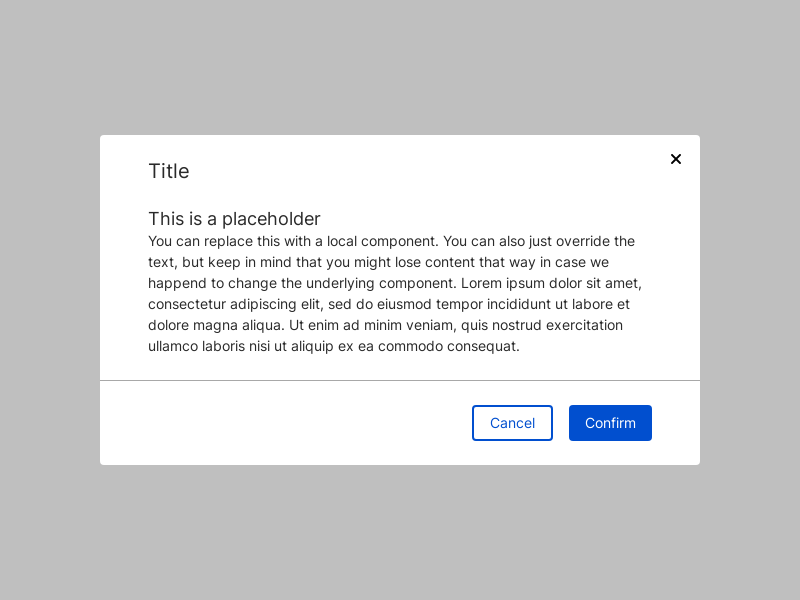 Title
This is a placeholder
You can replace this with a local component. You can also just override the
text, but keep in mind that you might lose content that way in case we
happend to change the underlying component. Lorem ipsum dolor sit amet,
consectetur adipiscing elit, sed do eiusmod tempor incididunt ut labore et
dolore magna aliqua. Ut enim ad minim veniam, quis nostrud exercitation
ullamco laboris nisi ut aliquip ex ea commodo consequat.
Cancel
Confirm